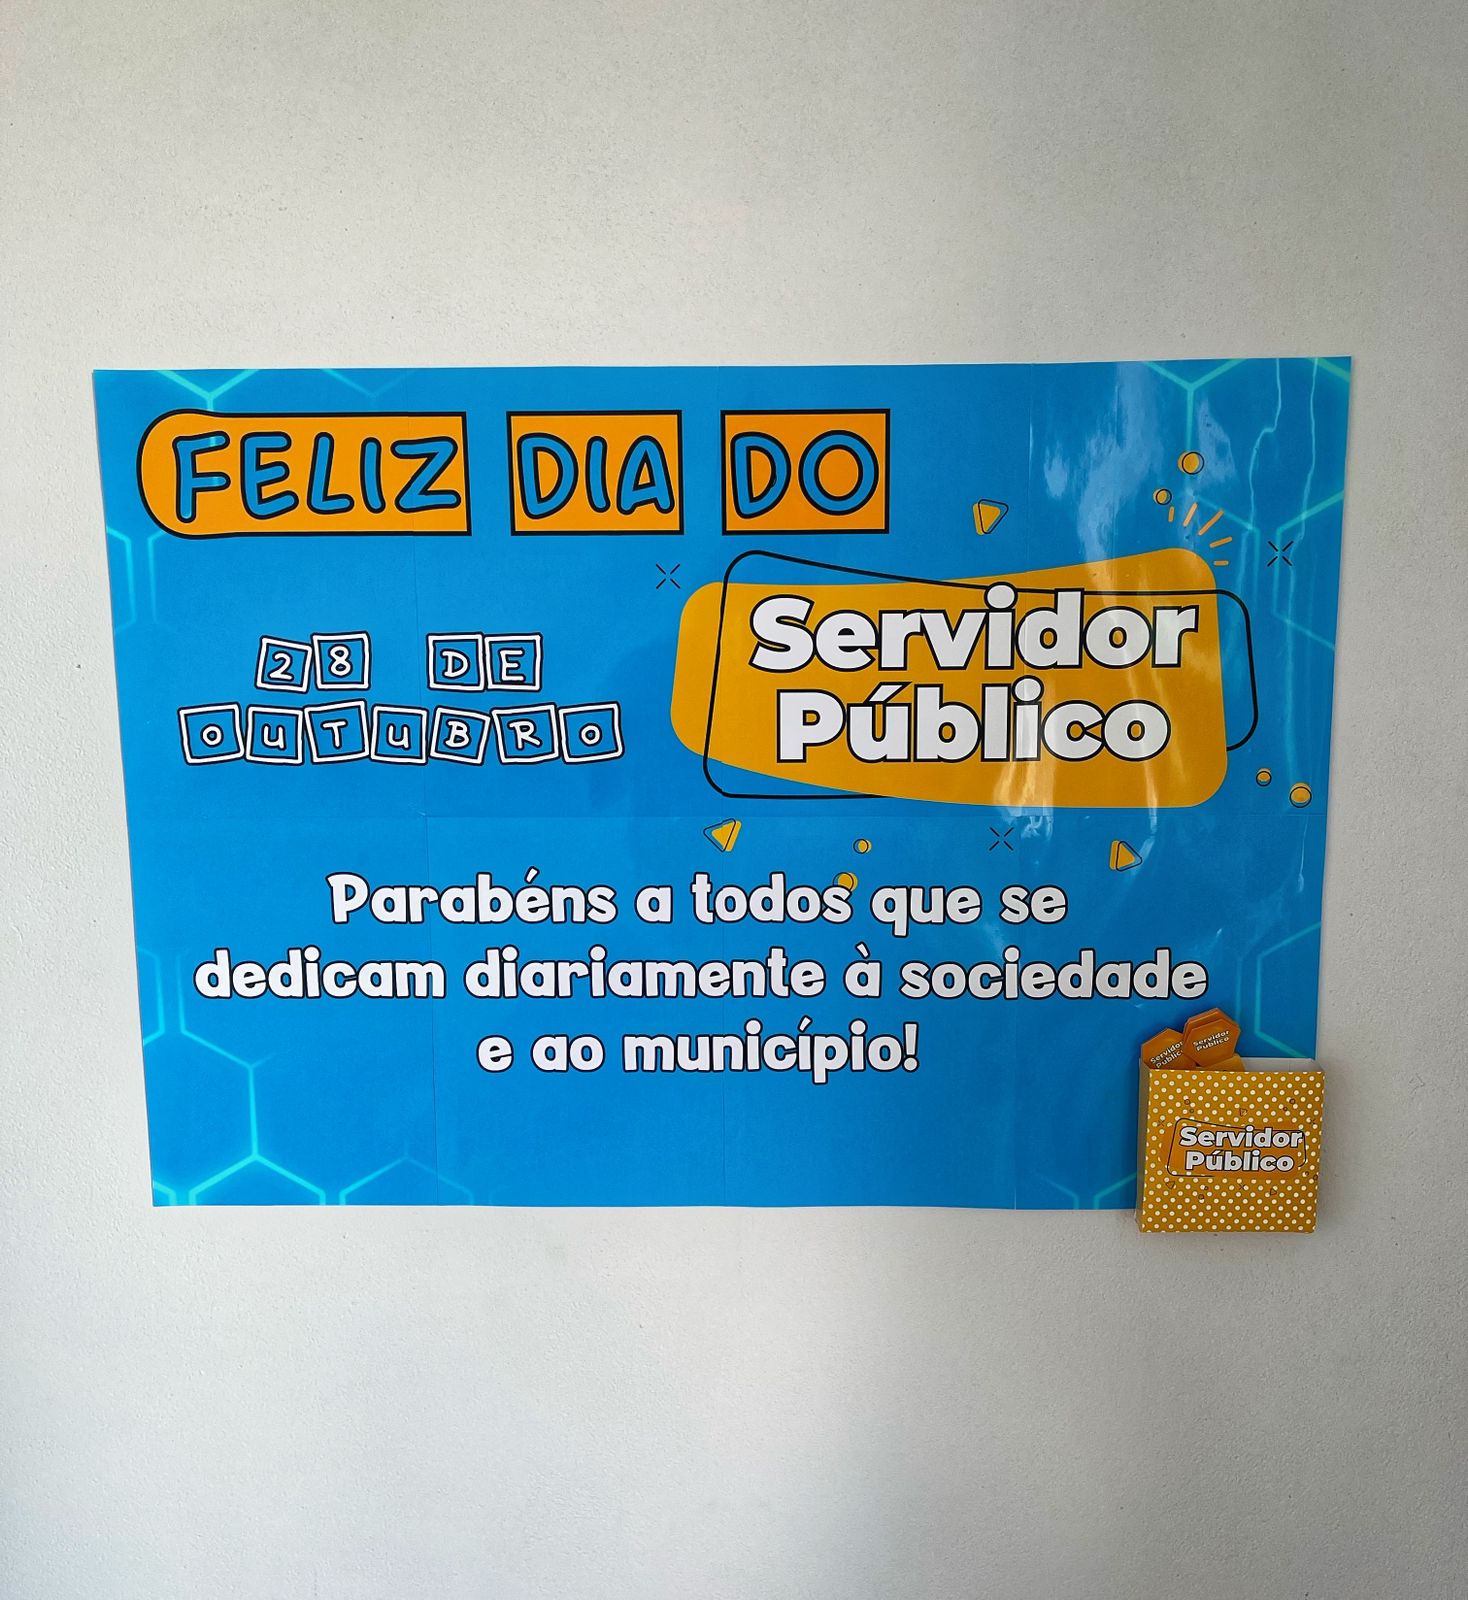 FELIZ DIA DO
Servidor
Público
28 DE
OUTUBRO
Parabéns a todos que se
dedicam diariamente à sociedade
e ao município!
Servidor
Público
Servidor
Público
Servidor
Público